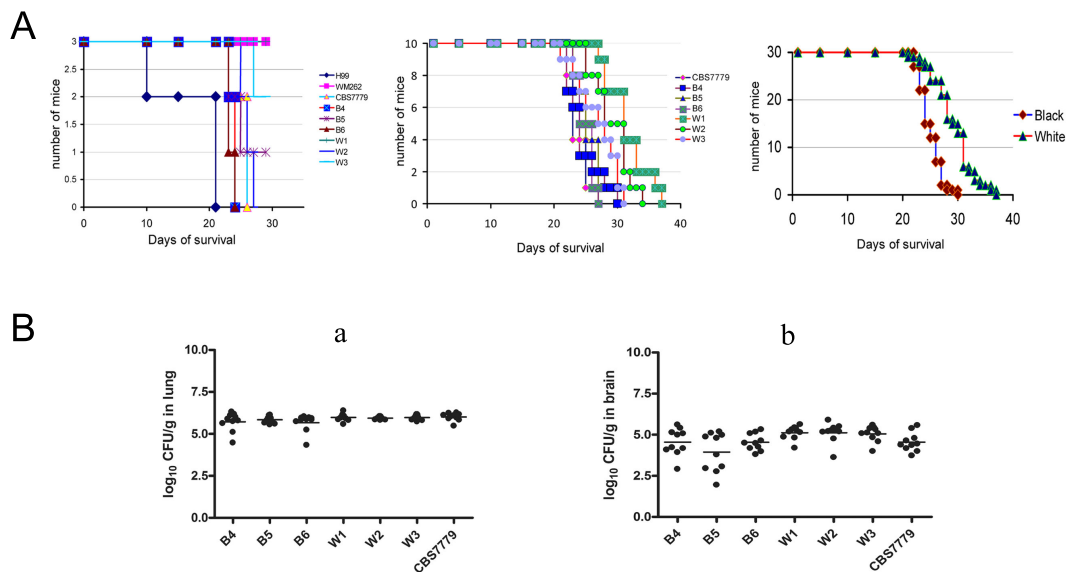 A
3
2.5
2
1.5
1
0.5
0
number of mice
0 10 20 30
Days of survival
H99
WM262
CBS7779
B4
B5
B6
W1
W2
W3
10
8
6
4
2
0
number of mice
0 10 20 30 40
Days of survival
CBS7779
B4
B5
B6
W1
W2
W3
30
20
10
0
number of mice
0 10 20 30 40
Days of survival
Black
White
B
a
10.0
7.5
5.0
2.5
0.0
log10 CFU/g in lung
B4 B5 B6 W1 W2 W3 CBS7779
b
10.0
7.5
5.0
2.5
0.0
log10 CFU/g in brain
B4 B5 B6 W1 W2 W3 CBS7779